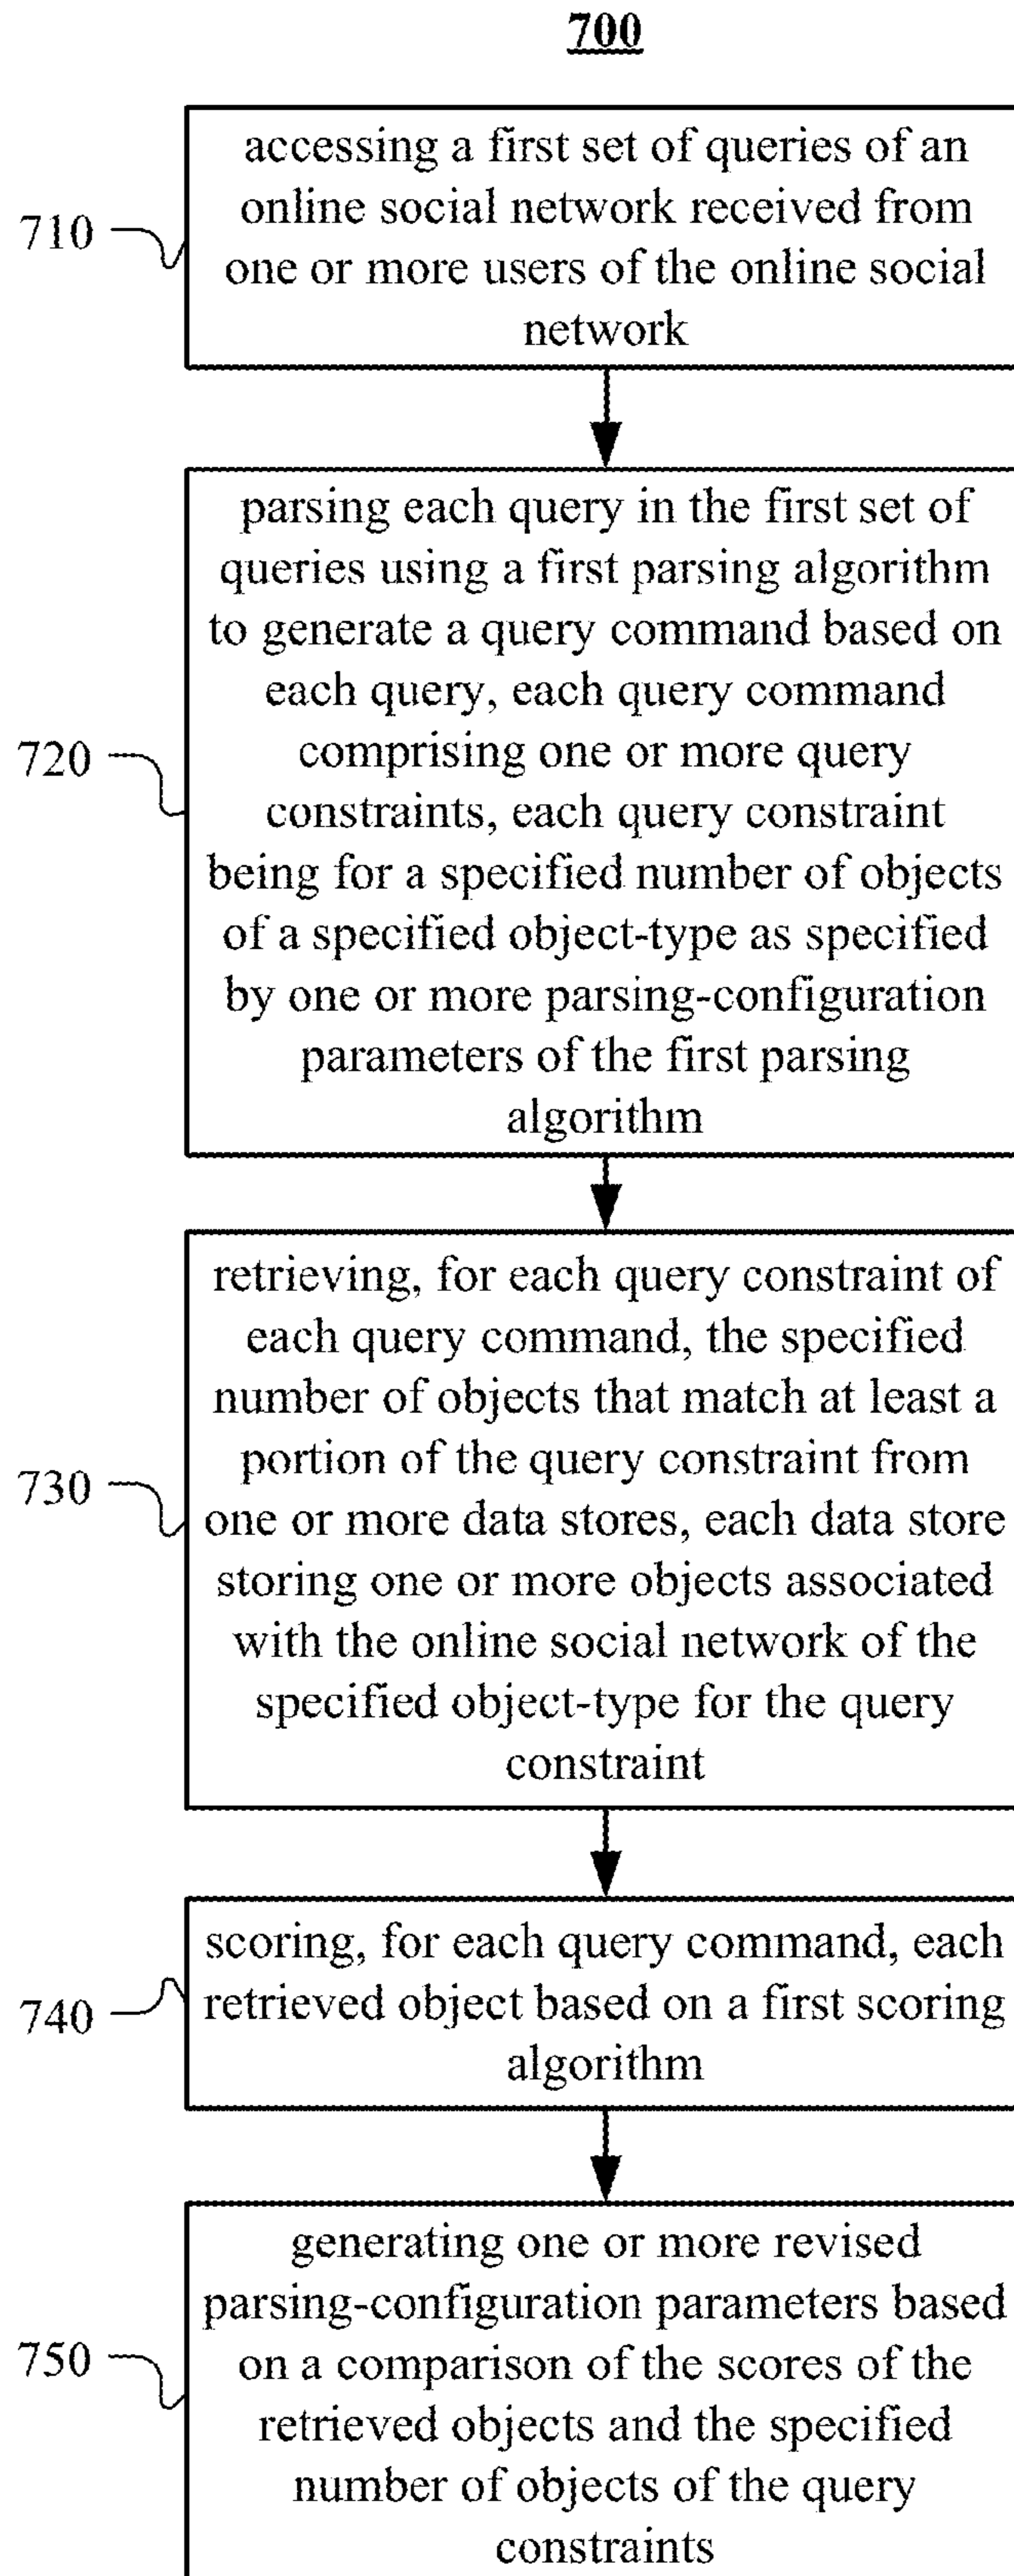 700
710
accessing a first set of queries of an
online social network received from
one or more users of the online social
network
720
parsing each query in the first set of
queries using a first parsing algorithm
to generate a query command based on
each query, each query command
comprising one or more query
constraints, each query constraint
being for a specified number of objects
of a specified object-type as specified
by one or more parsing-configuration
parameters of the first parsing
algorithm
730
retrieving, for each query constraint of
each query command, the specified
number of objects that match at least a
portion of the query constraint from
one or more data stores, each data store
storing one or more objects associated
with the online social network of the
specified object-type for the query
constraint
740
scoring, for each query command, each
retrieved object based on a first scoring
algorithm
750
generating one or more revised
parsing-configuration parameters based
on a comparison of the scores of the
retrieved objects and the specified
number of objects of the query
constraints